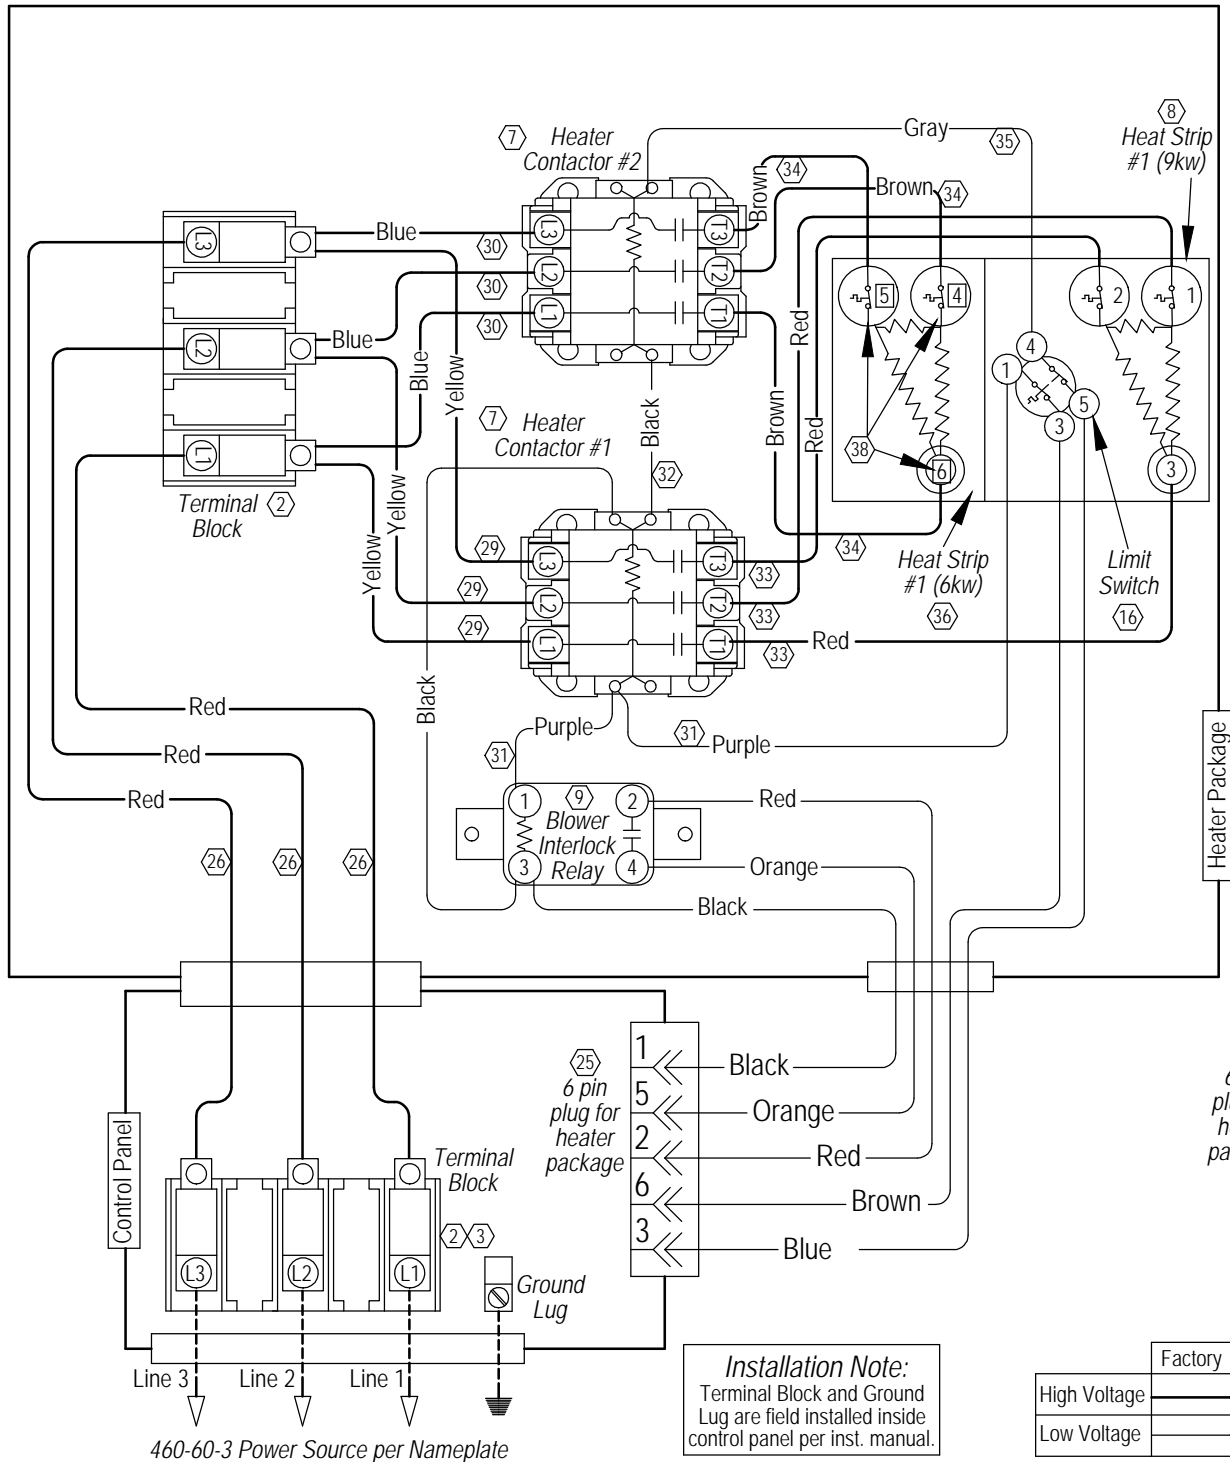 7
Heater
Contactor #2
Gray
35
8
Heat Strip
#1 (9kw)
Brown
34
Brown
34
L3
Blue
30
L3
T3
30
L2
T2
30
L1
T1
5
4
2
1
L2
Blue
Blue
Yellow
Black
Brown
Red
Red
4
1
5
3
7
Heater
Contactor #1
L1
38
6
3
32
Terminal
Block
2
Yellow
Yellow
34
Heat Strip
#1 (6kw)
36
Limit
Switch
16
29
L3
T3
33
29
L2
T2
33
29
L1
T1
33
Red
Black
Red
Purple
31
Purple
31
Red
Red
Heater Package
1
9
2
Blower
Interlock
Relay
3
4
Red
Orange
Black
26
26
26
25
6 pin
plug for
heater
package
1
Black
5
Orange
2
Red
6
Brown
3
Blue
Control Panel
Terminal
Block
2
3
L3
L2
L1
Ground
Lug
Line 3
Line 2
Line 1
460-60-3 Power Source per Nameplate
Installation Note:
Terminal Block and Ground
Lug are field installed inside
control panel per inst. manual.
Factory
High Voltage
Low Voltage